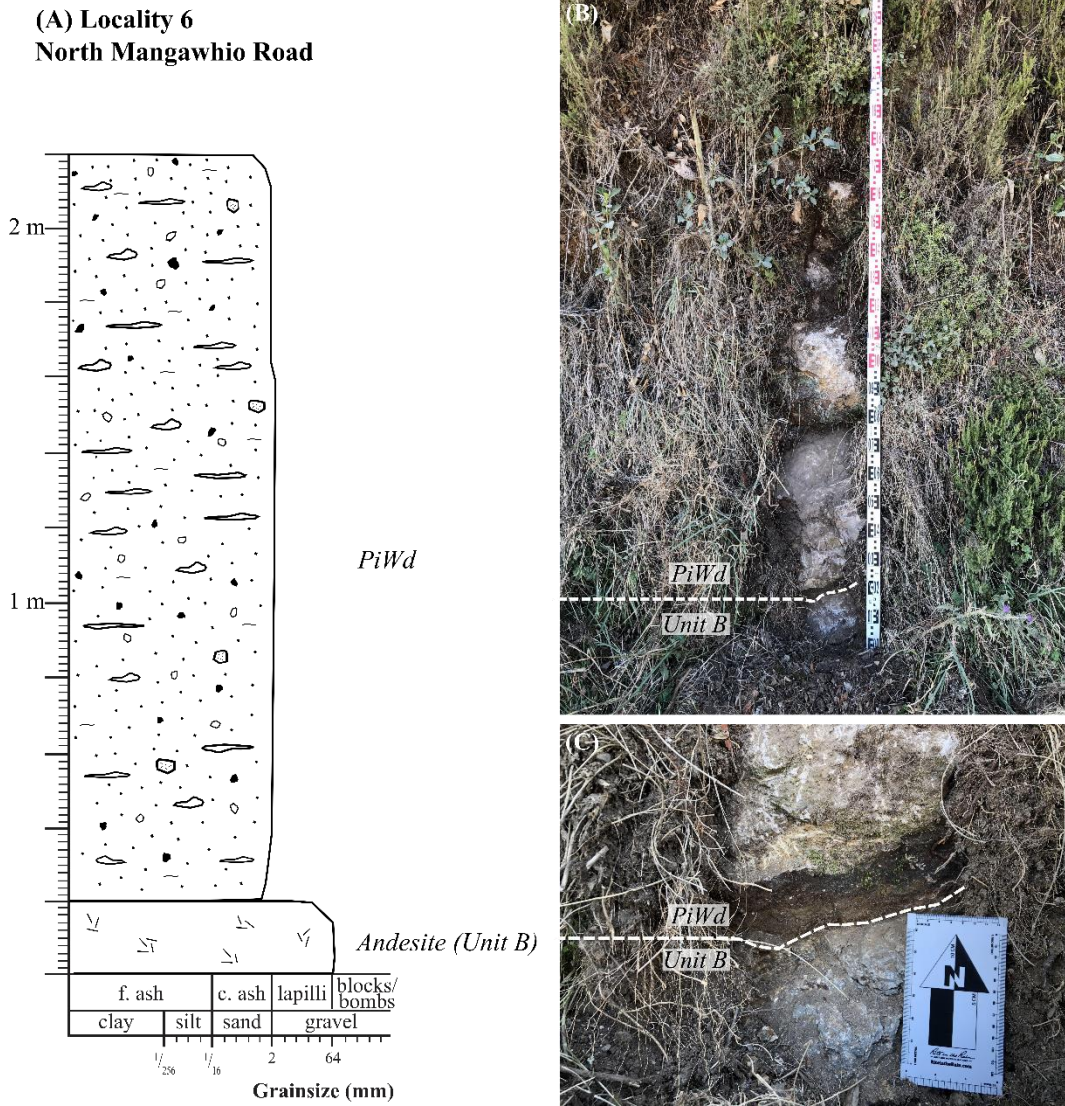 (A) Locality 6
North Mangawhio Road
2 m
1 m
PiWd
Andesite (Unit B)
f. ash
c. ash
lapilli
blocks/
bombs
clay
silt
sand
gravel
1/256
1/16
2
64
Grainsize (mm)
(B)
PiWd
Unit B
(C)
PiWd
Unit B
N